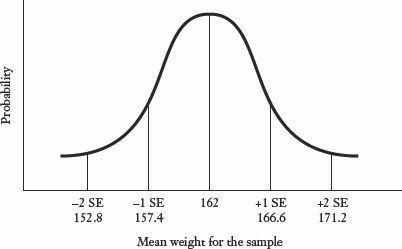 Probability
–2 SE –1 SE 162 +1 SE +2 SE
152.8 157.4 166.6 171.2
Mean weight for the sample